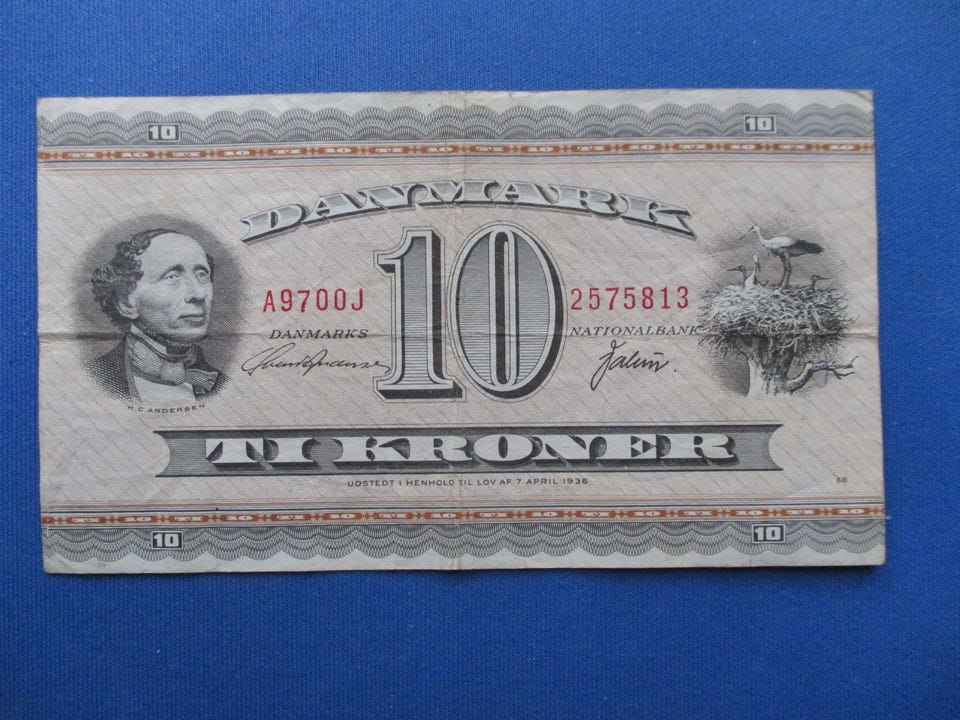 10 10
DANMARK
10
A9700J 2575813
DANMARKS NATIONALBANK
H.C. ANDERSEN
TI KRONER
UDSTEDT I HENHOLD TIL LOV AF 7. APRIL 1936
SB
10 10